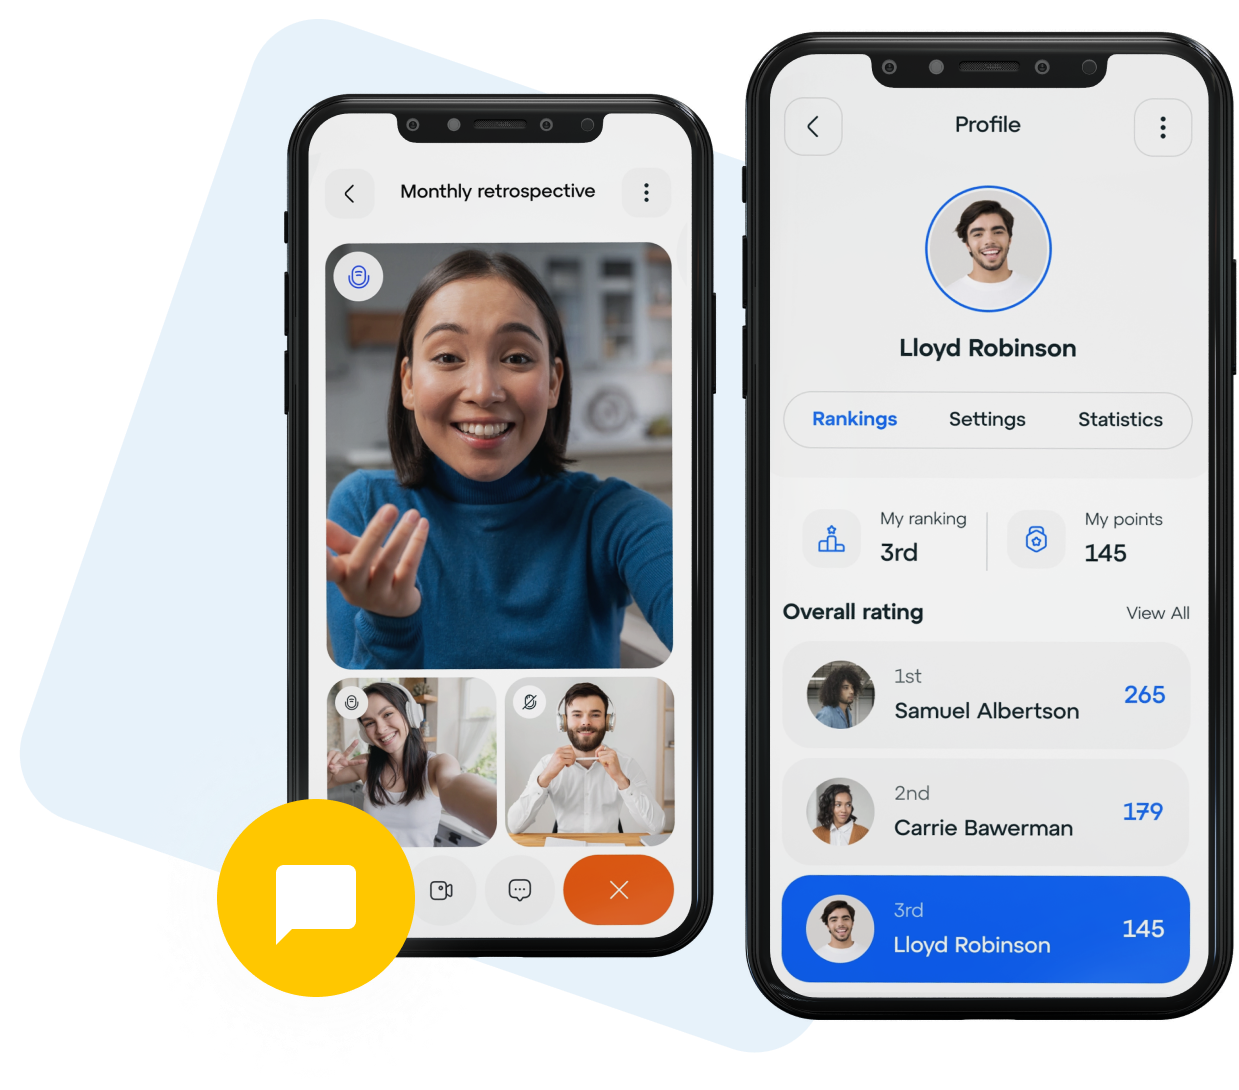 Monthly retrospective
Profile
Lloyd Robinson
Rankings Settings Statistics
My ranking
3rd
My points
145
Overall rating View All
1st
Samuel Albertson
265
2nd
Carrie Bawerman
179
3rd
Lloyd Robinson
145